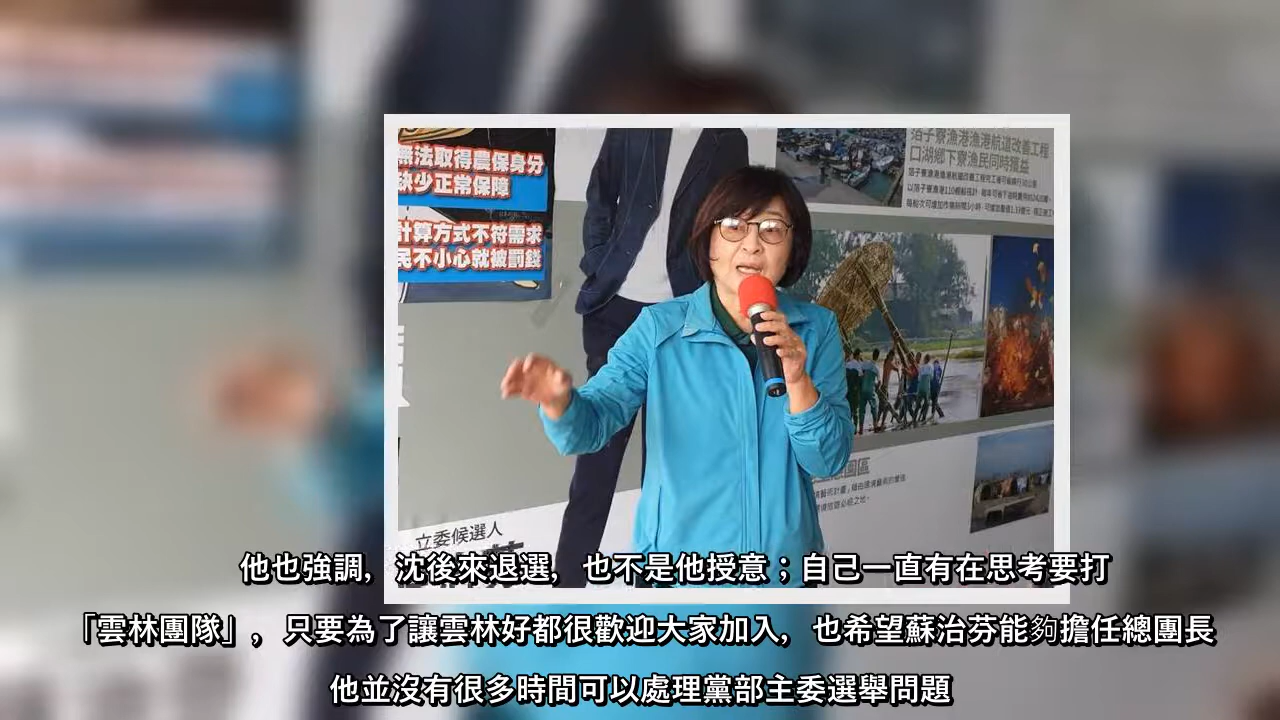 無法取得農保身分
缺少正常保障
計算方式不符需求
民不小心就被罰錢
箔子寮漁港漁港航道改善工程
口湖鄉下寮漁民同時獲益
立委候選人
他也強調，沈後來退選，也不是他授意；自己一直有在思考要打
「雲林團隊」，只要為了讓雲林好都很歡迎大家加入，也希望蘇治芬能夠擔任總團長
他並沒有很多時間可以處理黨部主委選舉問題